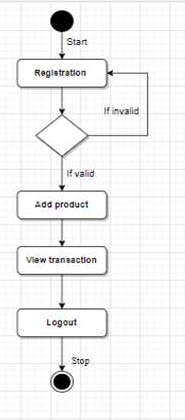 Start
Registration
If invalid
If valid
Add product
View transaction
Logout
Stop